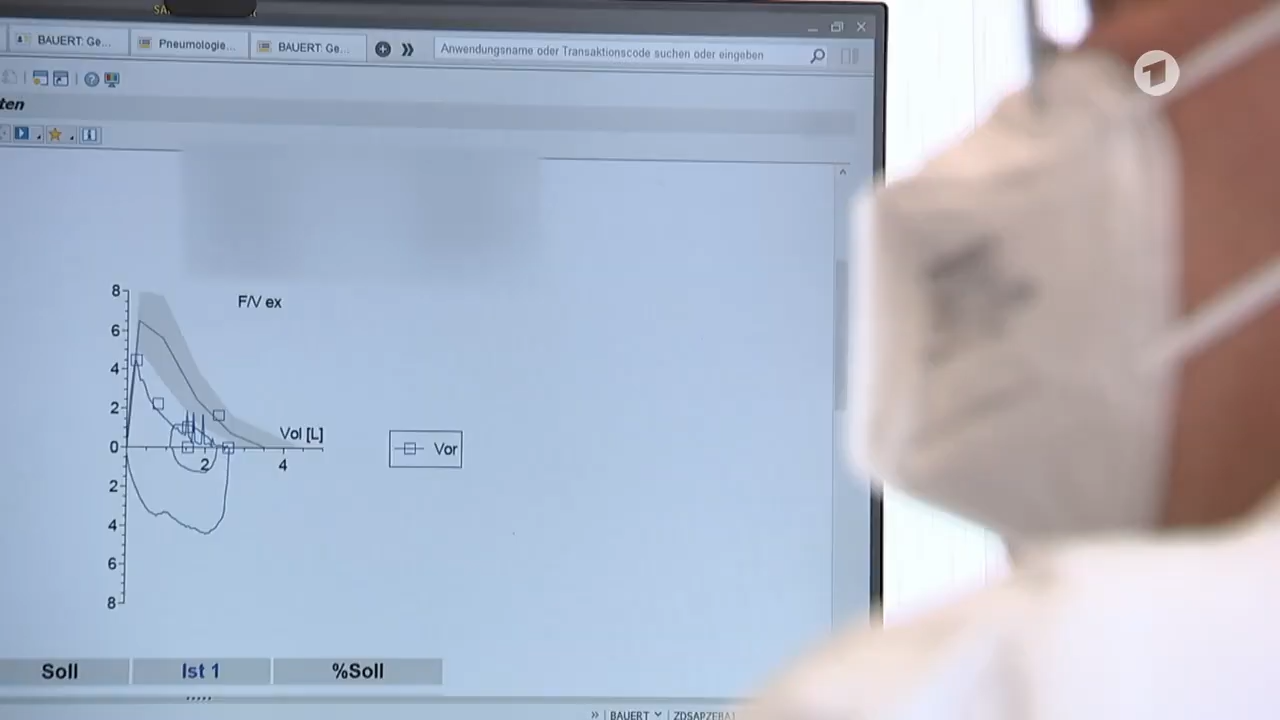 BAUERT: Ge...
Pneumologie...
BAUERT: Ge...
Anwendungsname oder Transaktionscode suchen oder eingeben
ten
8
F/V ex
6
4
2
Vol [L]
0
2
4
Vor
2
4
6
8
Soll
Ist 1
%Soll
BAUERT
1